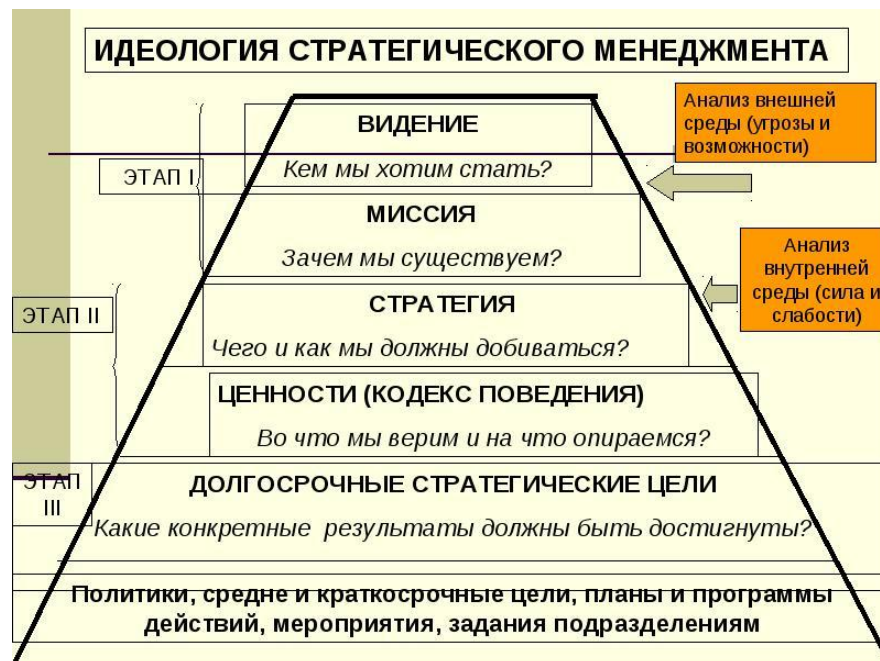 ИДЕОЛОГИЯ СТРАТЕГИЧЕСКОГО МЕНЕДЖМЕНТА
Анализ внешней
среды (угрозы и
возможности)
ВИДЕНИЕ
Кем мы хотим стать?
ЭТАП I
МИССИЯ
Зачем мы существуем?
Анализ
внутренней
среды (сила и
слабости)
СТРАТЕГИЯ
Чего и как мы должны добиваться?
ЭТАП II
ЦЕННОСТИ (КОДЕКС ПОВЕДЕНИЯ)
Во что мы верим и на что опираемся?
ЭТАП
III
ДОЛГОСРОЧНЫЕ СТРАТЕГИЧЕСКИЕ ЦЕЛИ
Какие конкретные результаты должны быть достигнуты?
Политики, средне и краткосрочные цели, планы и программы
действий, мероприятия, задания подразделениям